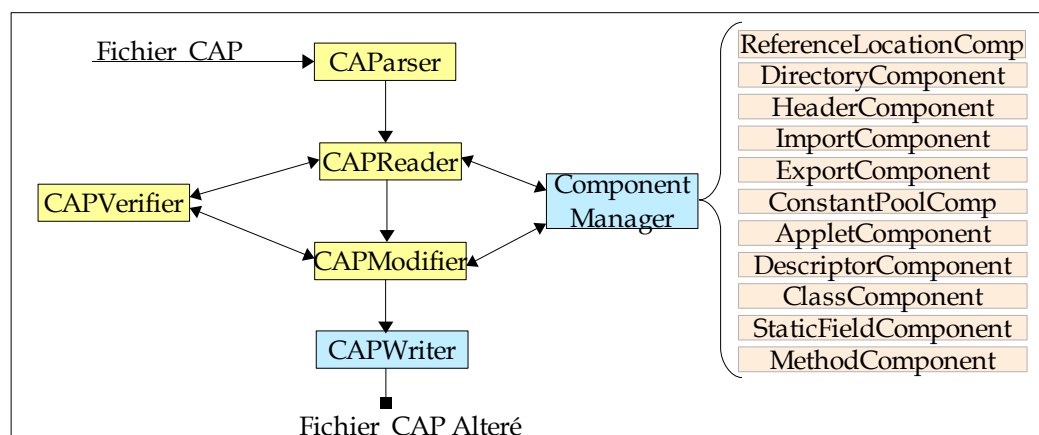 Fichier CAP
CAParser
CAPReader
CAPVerifier
CAPModifier
CAPWriter
Fichier CAP Alteré
Component
Manager
ReferenceLocationComp
DirectoryComponent
HeaderComponent
ImportComponent
ExportComponent
ConstantPoolComp
AppletComponent
DescriptorComponent
ClassComponent
StaticFieldComponent
MethodComponent